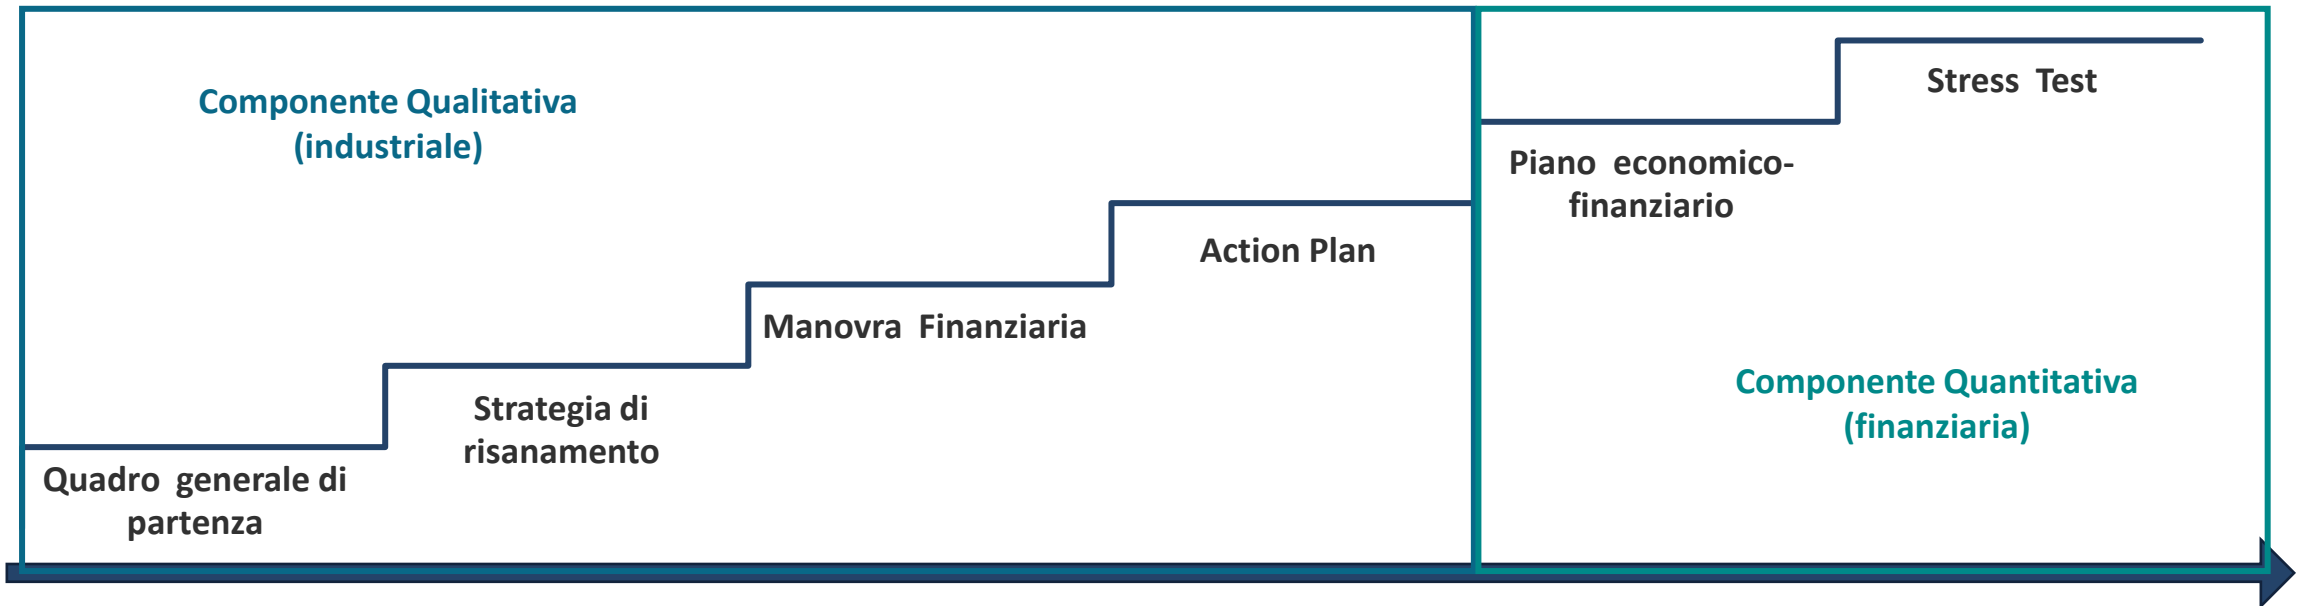 Componente Qualitativa
(industriale)
Quadro generale di
partenza
Strategia di
risanamento
Manovra Finanziaria
Action Plan
Piano economico-
finanziario
Stress Test
Componente Quantitativa
(finanziaria)